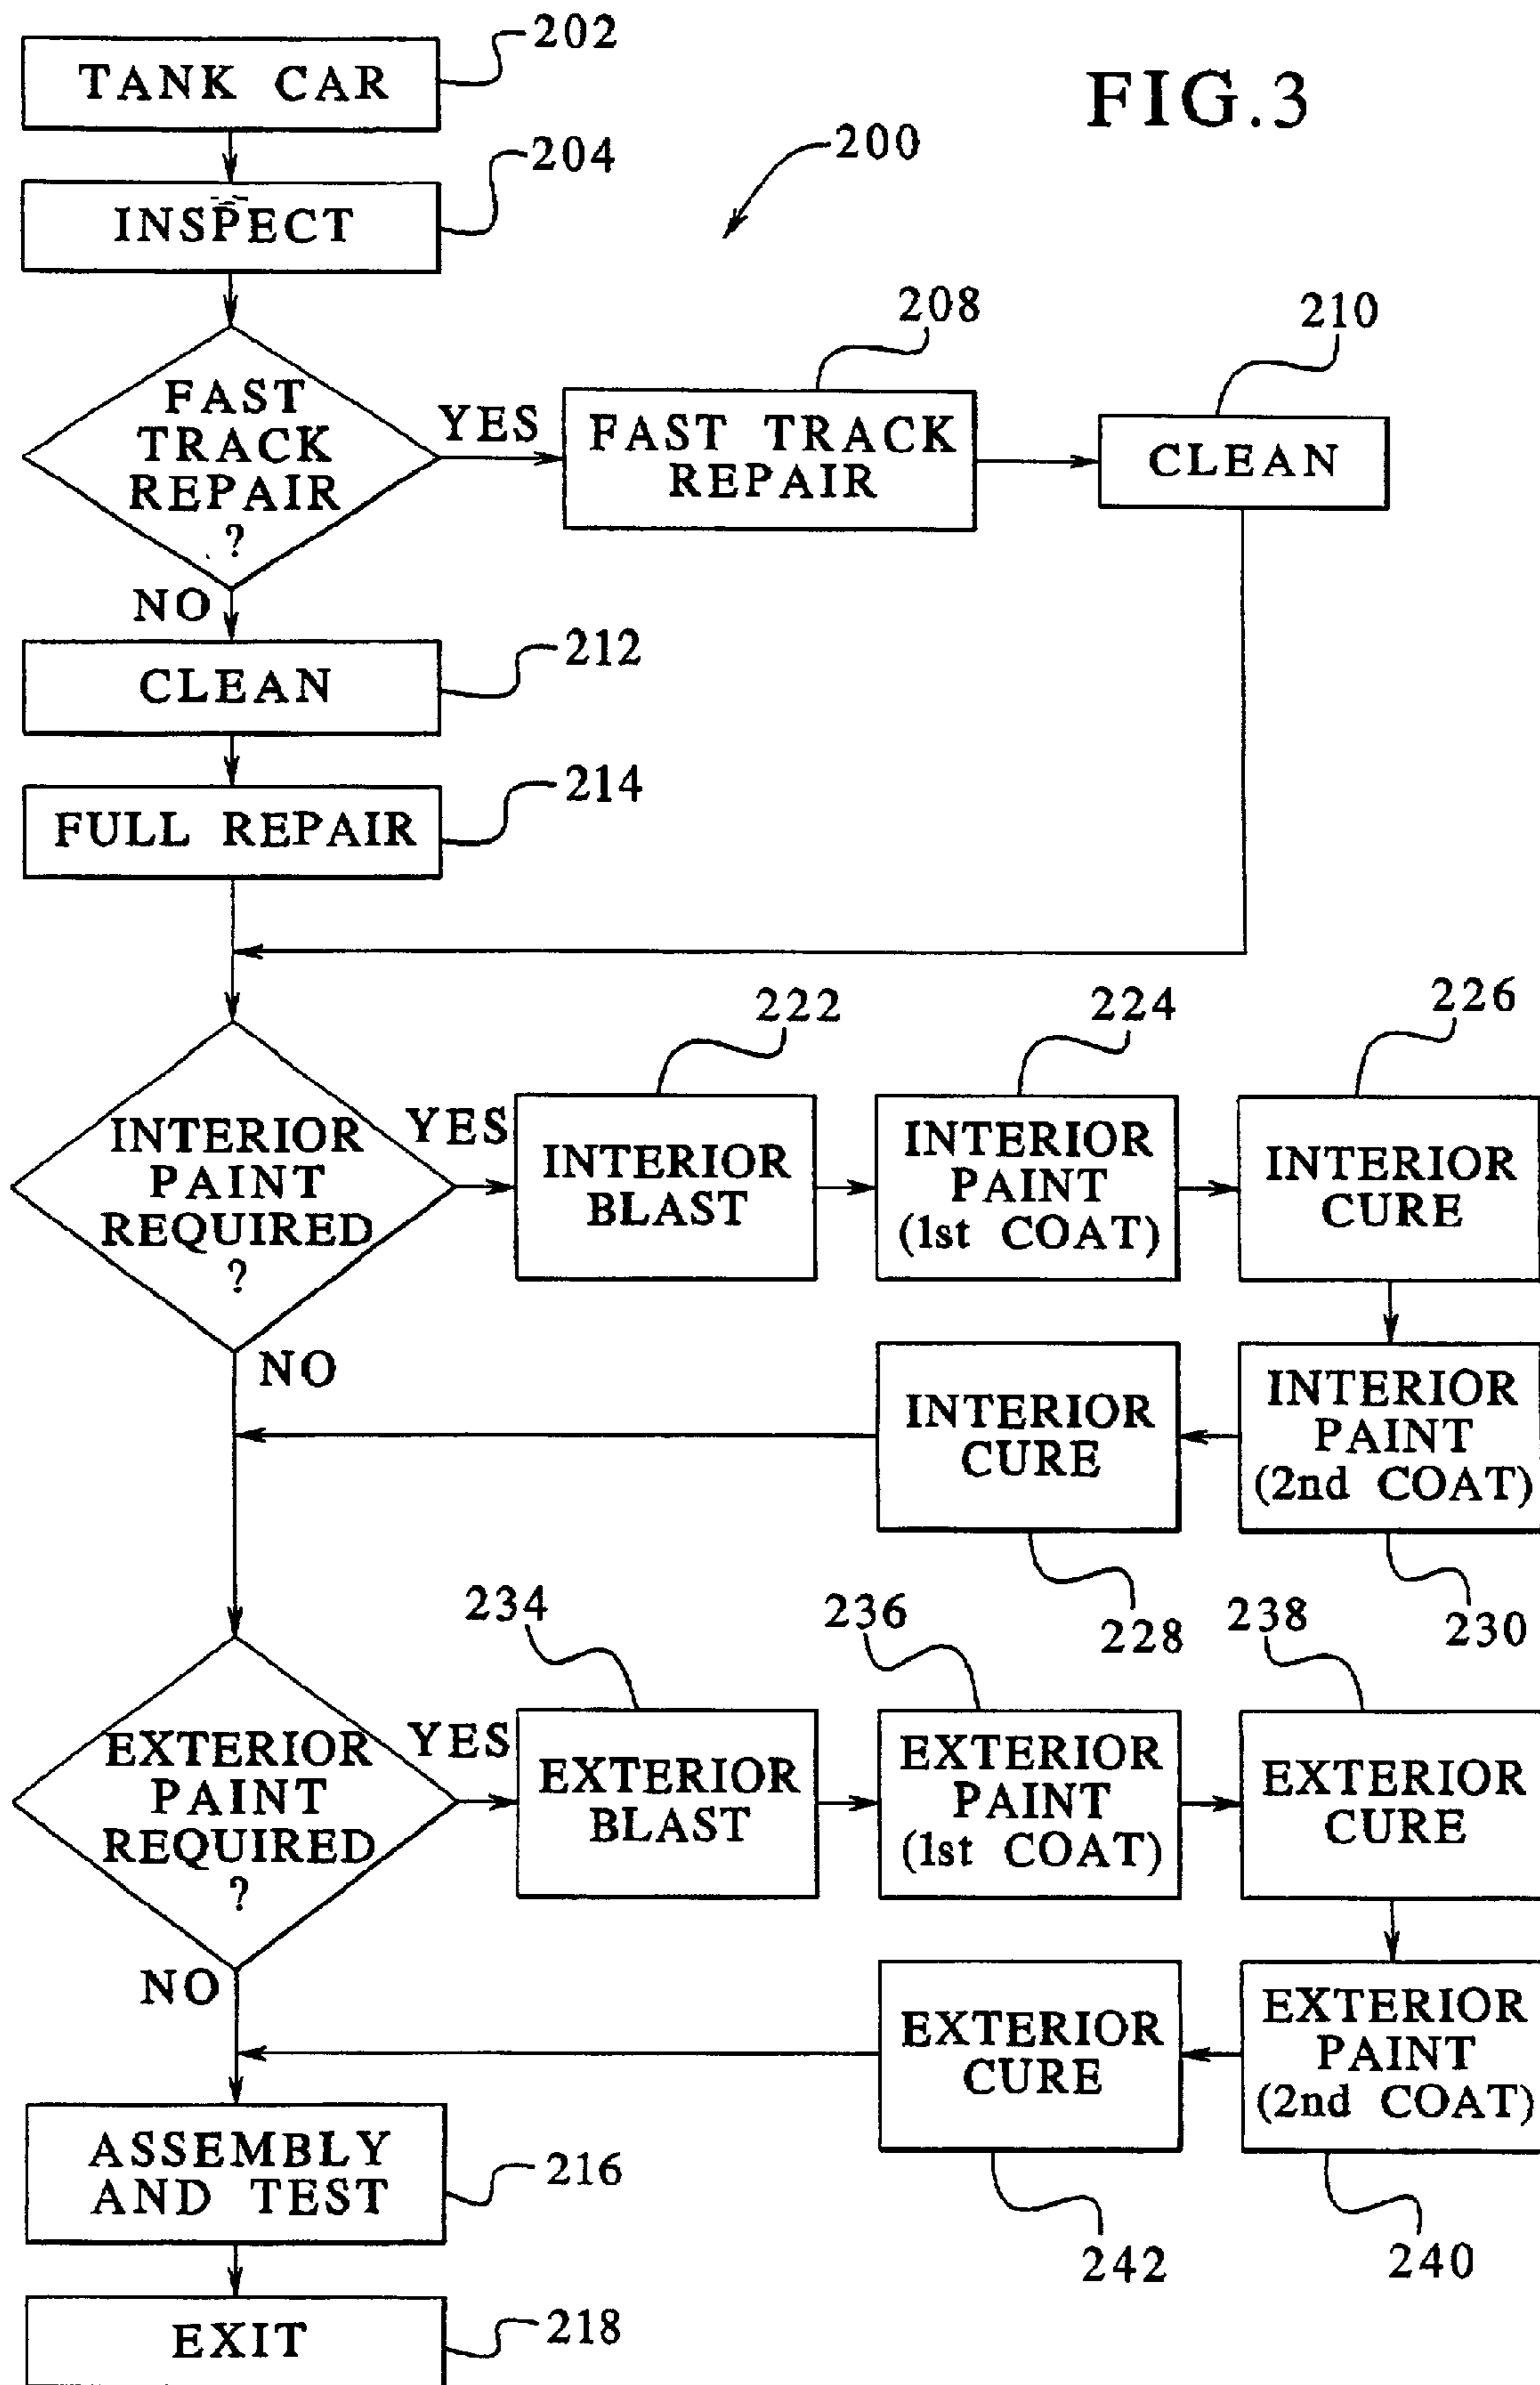 FIG.3
202
TANK CAR
204
200
INSPECT
208
210
FAST
TRACK
REPAIR
?
YES
FAST TRACK
REPAIR
CLEAN
NO
212
CLEAN
214
FULL REPAIR
222
224
226
INTERIOR
PAINT
REQUIRED
?
YES
INTERIOR
BLAST
INTERIOR
PAINT
(1st COAT)
INTERIOR
CURE
NO
INTERIOR
CURE
INTERIOR
PAINT
(2nd COAT)
228
230
234
236
238
EXTERIOR
PAINT
REQUIRED
?
YES
EXTERIOR
BLAST
EXTERIOR
PAINT
(1st COAT)
EXTERIOR
CURE
NO
EXTERIOR
CURE
EXTERIOR
PAINT
(2nd COAT)
242
240
ASSEMBLY
AND TEST
216
EXIT
218